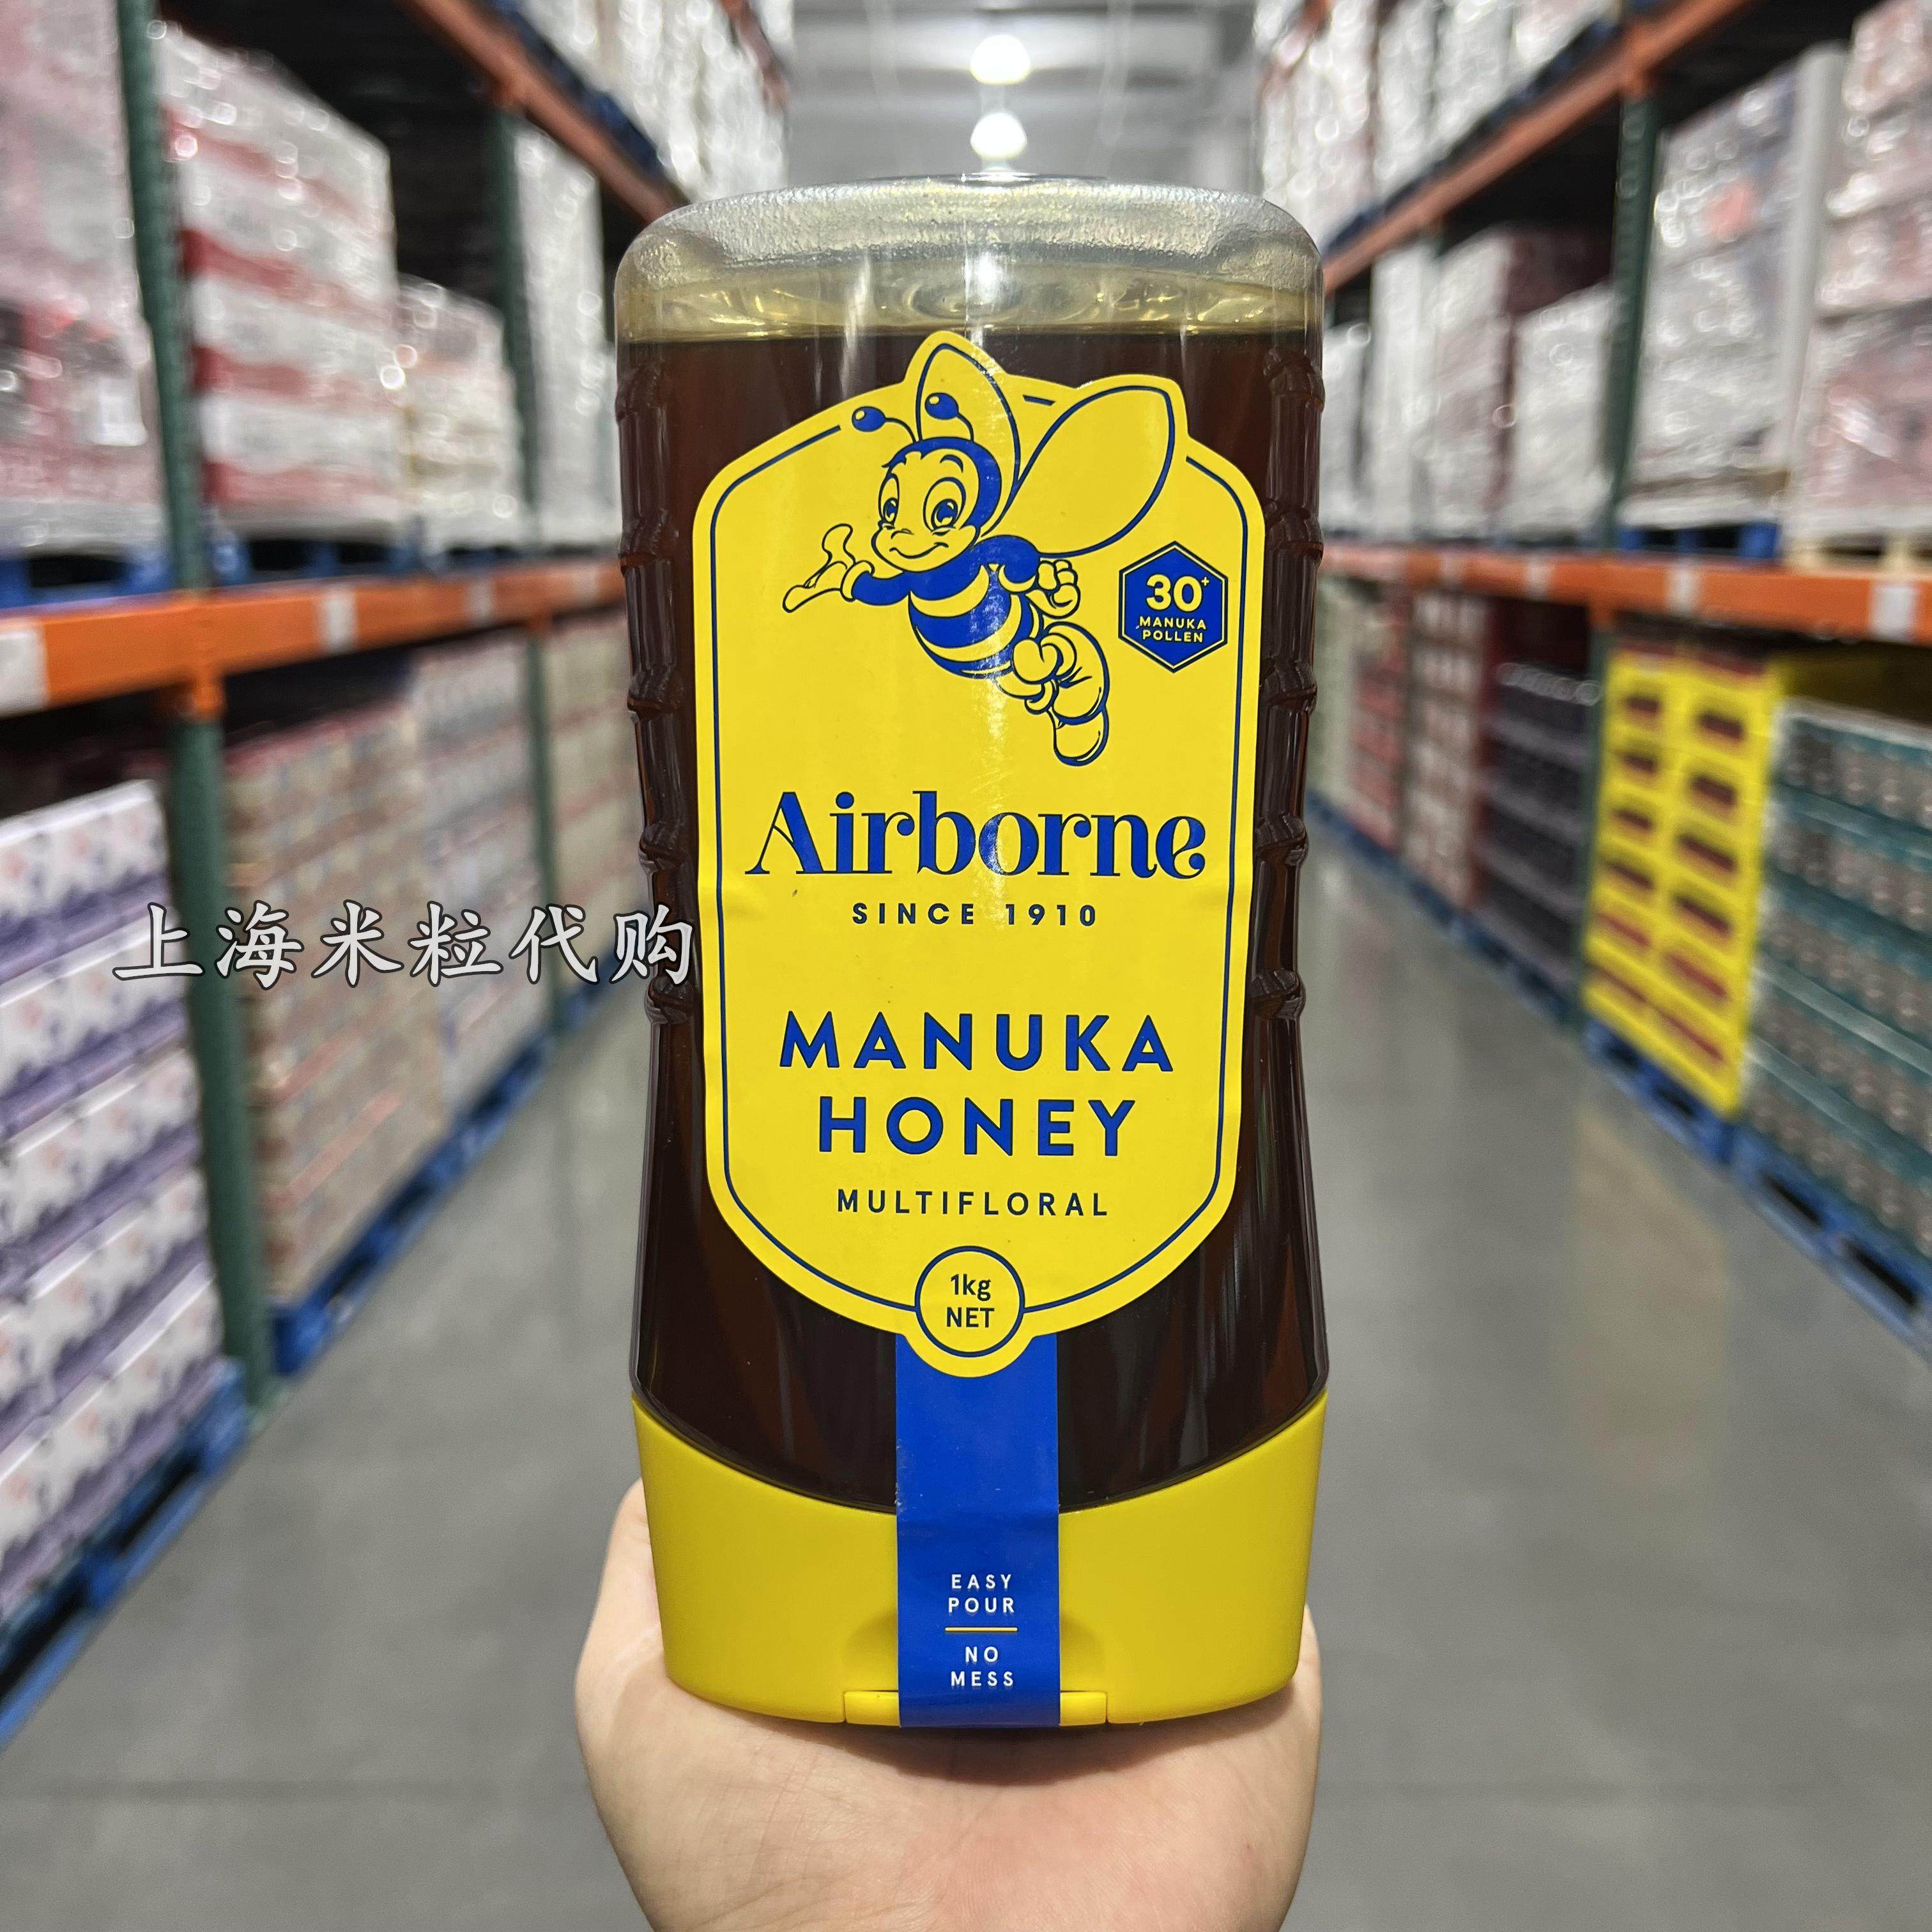 30+
MANUKA
POLLEN
Airborne
SINCE 1910
上海米粒代购
MANUKA
HONEY
MULTIFLORAL
1kg
NET
EASY
POUR
NO
MESS